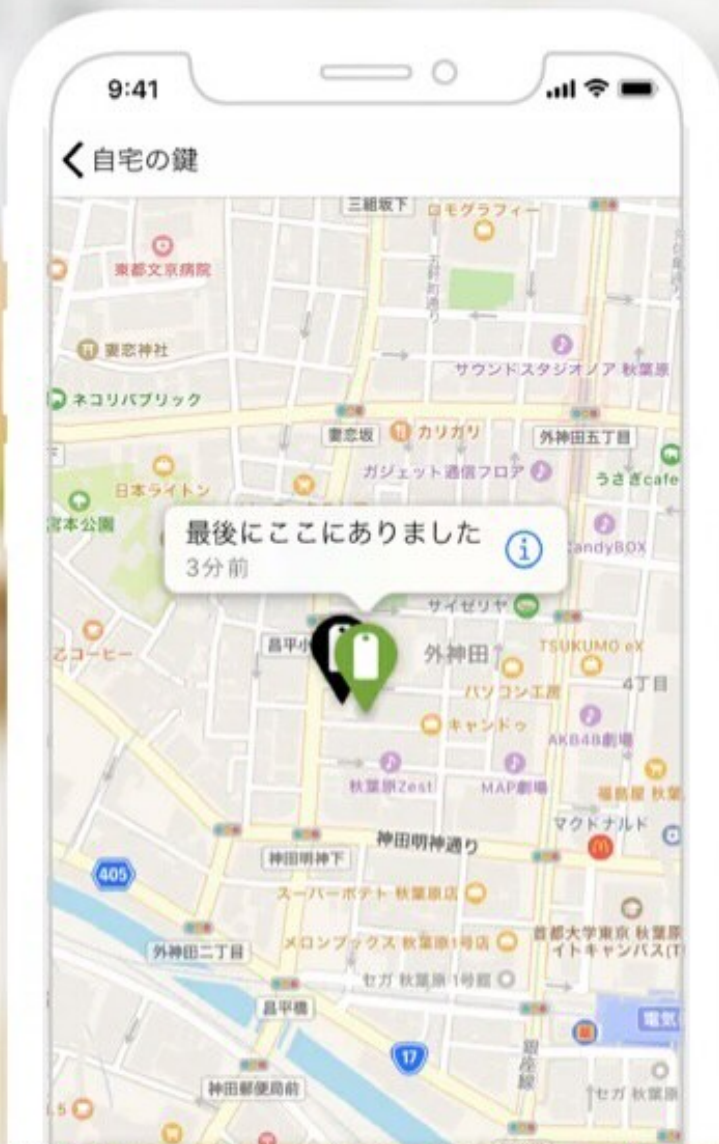 9:41
自宅の鍵
三組坂下
ロモグラフィー
東都文京病院
五軒町通り
妻恋神社
サウンドスタジオノア 秋葉原
ネコリパブリック
妻恋坂
カリガリ
外神田五丁目
ガジェット通信フロア
うさぎcafe
日本ライトン
宮本公園
最後にここにありました
3分前
andyBOX
サイゼリヤ
昌平小
外神田
TSUKUMO eX
乙コーヒー
パソコン工房
4丁目
キャンドゥ
AKB48劇場
秋葉原Zest
MAP劇場
福島屋 秋葉
マクドナルド
神田明神通り
神田明神下
405
スーパーポテト 秋葉原店
首都大学東京 秋葉原
イトキャンパス(T
メロンブックス 秋葉原1号店
外神田二丁目
セガ 秋葉原 1号館
昌平橋
電気
17
銀座線
神田郵便局前
セガ 秋葉原
1.5